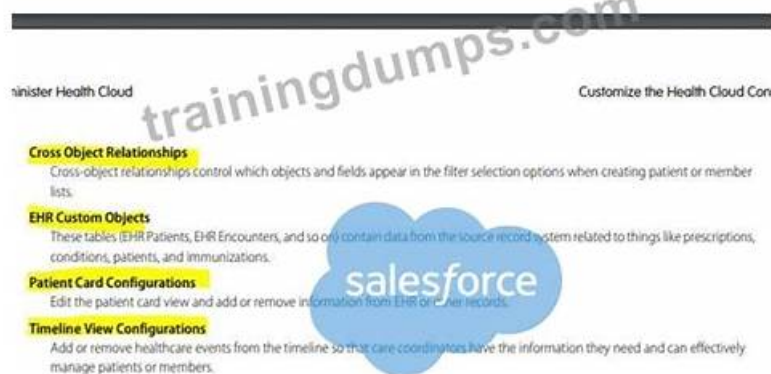 trainingdumps.com
ninister Health Cloud
Customize the Health Cloud Con
Cross Object Relationships
Cross-object relationships control which objects and fields appear in the filter selection options when creating patient or member
lists.
EHR Custom Objects
These tables (EHR Patients, EHR Encounters, and so on) contain data from the source record system related to things like prescriptions,
conditions, patients, and immunizations.
Patient Card Configurations
Edit the patient card view and add or remove information from EHR or other records.
salesforce
Timeline View Configurations
Add or remove healthcare events from the timeline so that care coordinators have the information they need and can effectively
manage patients or members.